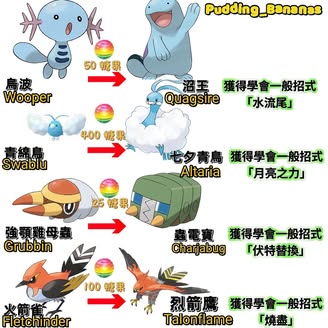 Pudding_Bananas
50 糖果
烏波
Wooper
沼王
Quagsire
獲得學會一般招式
「水流尾」
400 糖果
青綿鳥
Swablu
七夕青鳥
Altaria
獲得學會一般招式
「月亮之力」
25 糖果
強顎雞母蟲
Grubbin
蟲電寶
Charjabug
獲得學會一般招式
「伏特替換」
100 糖果
火箭雀
Fletchinder
烈箭鷹
Talonflame
獲得學會一般招式
「燒盡」